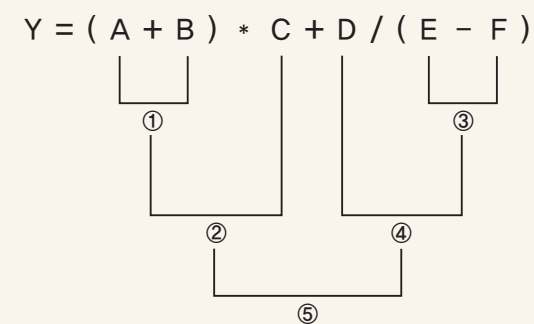 Y = ( A + B ) * C + D / ( E − F )
① ③
② ④
⑤